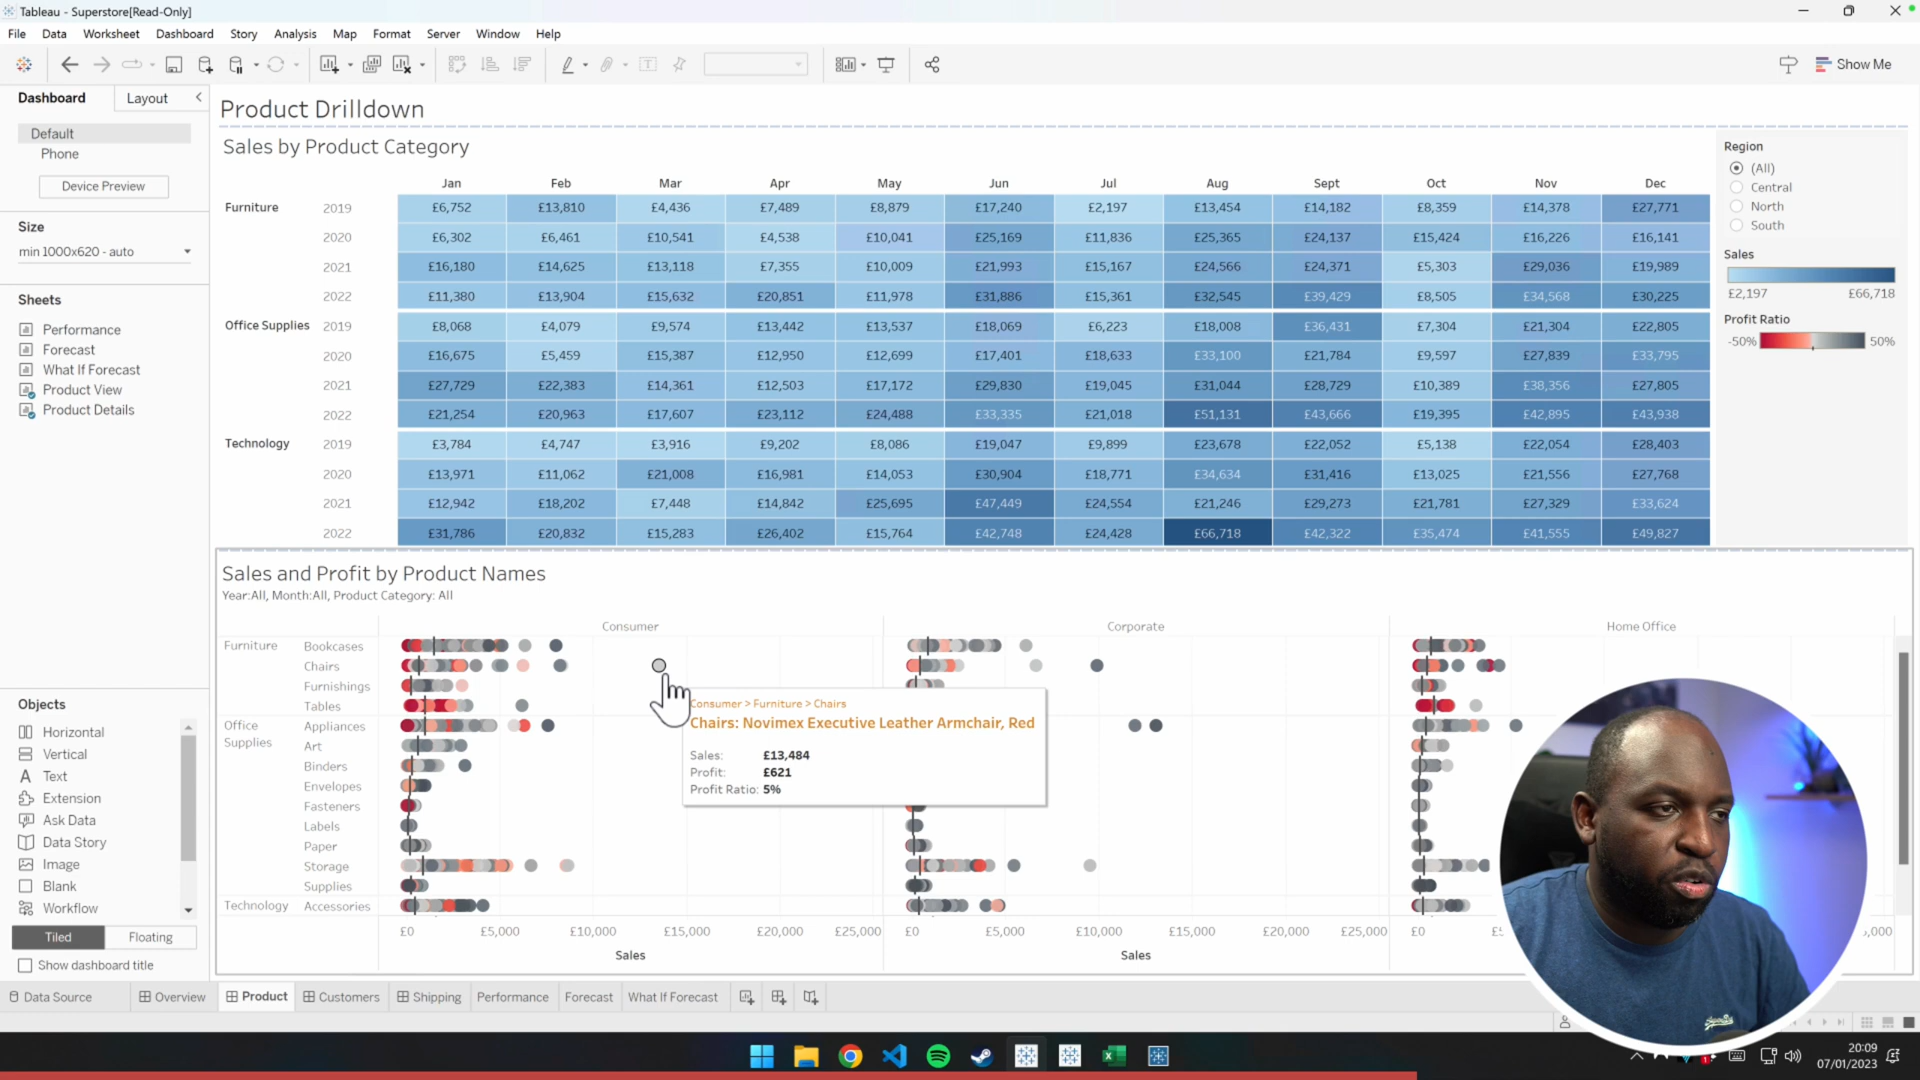 Tableau - Superstore[Read-Only]
File Data Worksheet Dashboard Story Analysis Map Format Server Window Help
Show Me
Dashboard Layout
Default
Phone
Device Preview
Size
min 1000x620 - auto
Sheets
Performance
Forecast
What If Forecast
Product View
Product Details
Objects
Horizontal
Vertical
Text
Extension
Ask Data
Data Story
Image
Blank
Workflow
Tiled Floating
Show dashboard title
Product Drilldown
Sales by Product Category
Jan Feb Mar Apr May Jun Jul Aug Sept Oct Nov Dec
Furniture 2019 £6,752 £13,810 £4,436 £7,489 £8,879 £17,240 £2,197 £13,454 £14,182 £8,359 £14,378 £27,771
2020 £6,302 £6,461 £10,541 £4,538 £10,041 £25,169 £11,836 £25,365 £24,137 £15,424 £16,226 £16,141
2021 £16,180 £14,625 £13,118 £7,355 £10,009 £21,993 £15,167 £24,566 £24,371 £5,303 £29,036 £19,989
2022 £11,380 £13,904 £15,632 £20,851 £11,978 £31,886 £15,361 £32,545 £39,429 £8,505 £34,568 £30,225
Office Supplies 2019 £8,068 £4,079 £9,574 £13,442 £13,537 £18,069 £6,223 £18,008 £36,431 £7,304 £21,304 £22,805
2020 £16,675 £5,459 £15,387 £12,950 £12,699 £17,401 £18,633 £33,100 £21,784 £9,597 £27,839 £33,795
2021 £27,729 £22,383 £14,361 £12,503 £17,172 £29,830 £19,045 £31,044 £28,729 £10,389 £38,356 £27,805
2022 £21,254 £20,963 £17,607 £23,112 £24,488 £33,335 £21,018 £51,131 £43,666 £19,395 £42,895 £43,938
Technology 2019 £3,784 £4,747 £3,916 £9,202 £8,086 £19,047 £9,899 £23,678 £22,052 £5,138 £22,054 £28,403
2020 £13,971 £11,062 £21,008 £16,981 £14,053 £30,904 £18,771 £34,634 £31,416 £13,025 £21,556 £27,768
2021 £12,942 £18,202 £7,448 £14,842 £25,695 £47,449 £24,554 £21,246 £29,273 £21,781 £27,329 £33,624
2022 £31,786 £20,832 £15,283 £26,402 £15,764 £42,748 £24,428 £66,718 £42,322 £35,474 £41,555 £49,827
Region
(All)
Central
North
South
Sales
£2,197 £66,718
Profit Ratio
-50% 50%
Sales and Profit by Product Names
Year:All, Month:All, Product Category: All
Consumer Corporate Home Office
Furniture Bookcases
Chairs
Furnishings
Tables
Office Supplies Appliances
Art
Binders
Envelopes
Fasteners
Labels
Paper
Storage
Supplies
Technology Accessories
Consumer > Furniture > Chairs
Chairs: Novimex Executive Leather Armchair, Red
Sales: £13,484
Profit: £621
Profit Ratio: 5%
£0 £5,000 £10,000 £15,000 £20,000 £25,000 £0 £5,000 £10,000 £15,000 £20,000 £25,000 £0
Sales Sales
Data Source Overview Product Customers Shipping Performance Forecast What If Forecast
20:09
07/01/2023